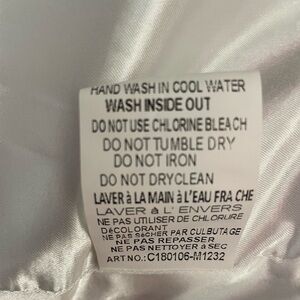 HAND WASH IN COOL WATER
WASH INSIDE OUT
DO NOT USE CHLORINE BLEACH
DO NOT TUMBLE DRY
DO NOT IRON
DO NOT DRYCLEAN
LAVER à LA MAIN à L'EAU FRA CHE
LAVER à L' ENVERS
NE PAS UTILISER DE CHLORURE
DéCOLORANT
NE PAS SéCHER PAR CULBUTAGE
NE PAS REPASSER
NE PAS NETTOYER à SEC
ART NO.: C180106-M1232